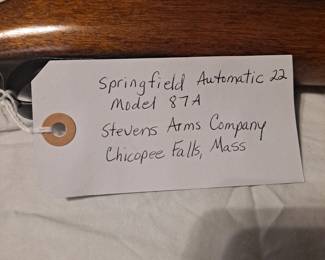 Springfield Automatic 22
Model 87A
Stevens Arms Company
Chicopee Falls, Mass